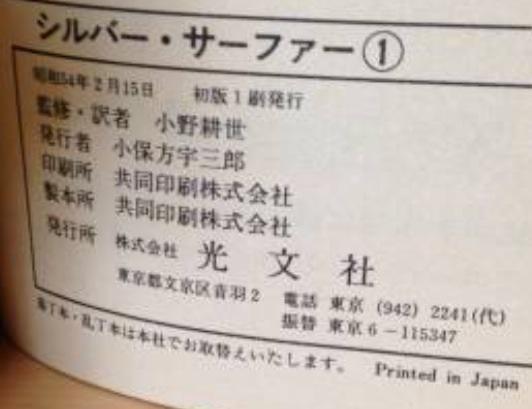 シルバー・サーファー①
昭和54年2月15日 初版1刷発行
監修・訳者 小野耕世
発行者 小保方宇三郎
印刷所 共同印刷株式会社
製本所 共同印刷株式会社
発行所 株式会社 光文社
東京都文京区音羽2 電話 東京 (942) 2241(代)
振替 東京6-115347
落丁本・乱丁本は本社でお取替えいたします。 Printed in Japan